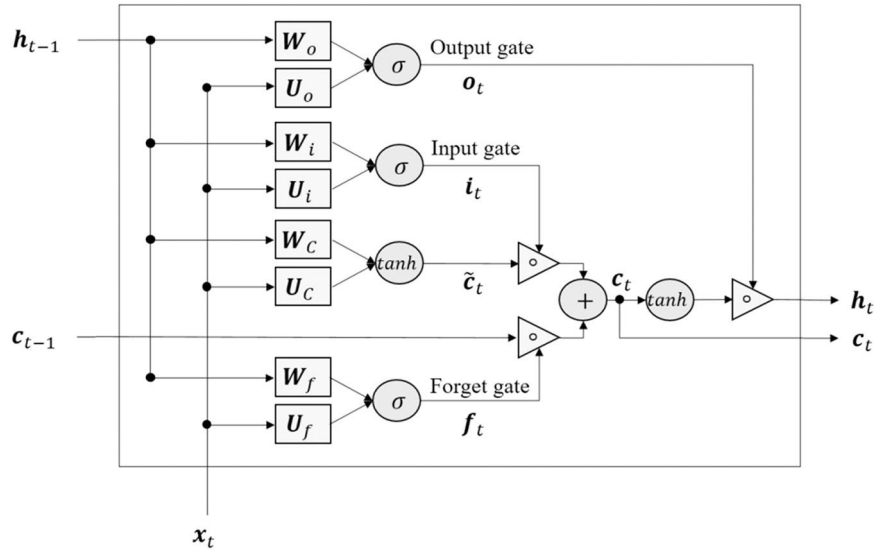 h_{t-1}
W_o
U_o
σ
Output gate
o_t
W_i
U_i
σ
Input gate
i_t
W_C
U_C
tanh
c̃_t
∘
+
c_t
tanh
∘
h_t
c_{t-1}
∘
c_t
W_f
U_f
σ
Forget gate
f_t
x_t